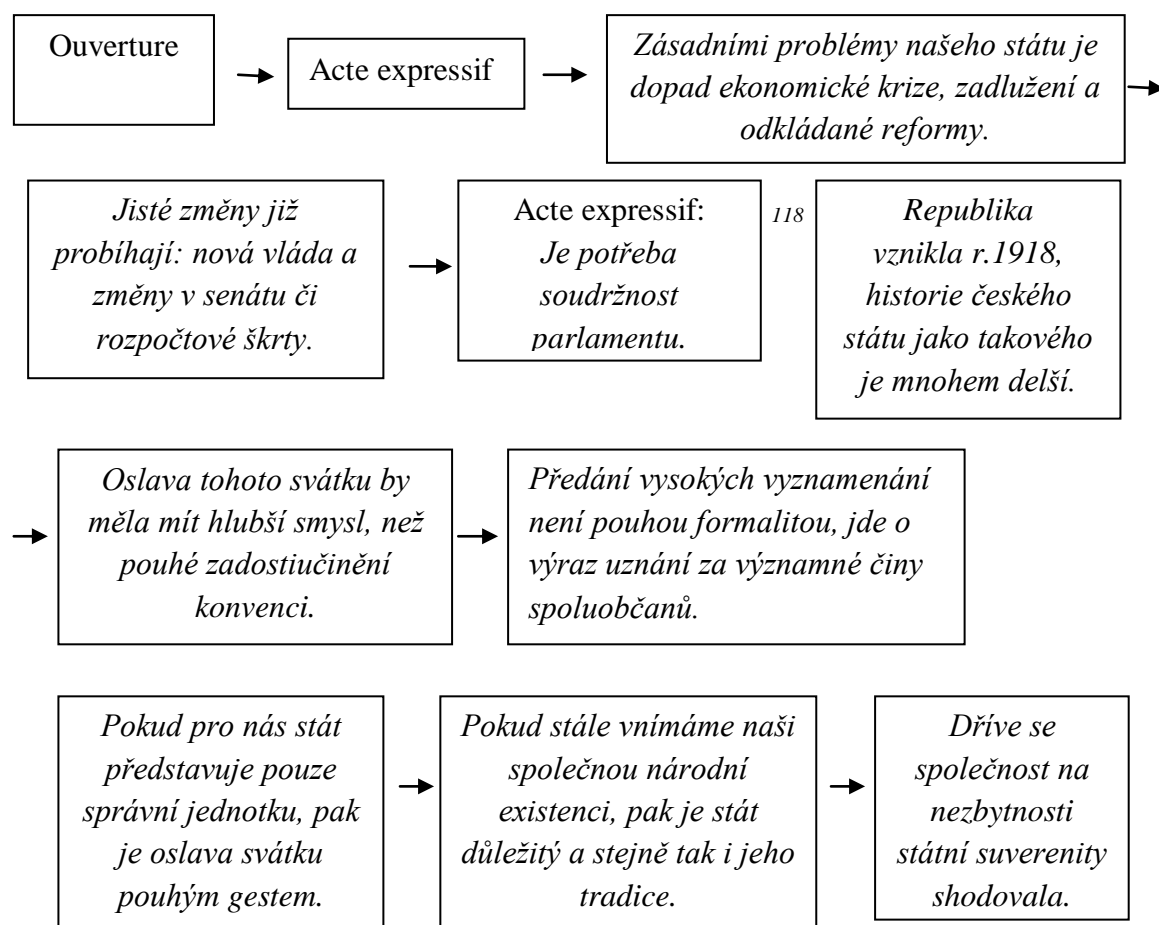 Ouverture
Acte expressif
Zásadními problémy našeho státu je
dopad ekonomické krize, zadlužení a
odkládané reformy.
Jisté změny již
probíhají: nová vláda a
změny v senátu či
rozpočtové škrty.
Acte expressif:
Je potřeba
soudržnost
parlamentu.
118
Republika
vznikla r.1918,
historie českého
státu jako takového
je mnohem delší.
Oslava tohoto svátku by
měla mít hlubší smysl, než
pouhé zadostiučinění
konvenci.
Předání vysokých vyznamenání
není pouhou formalitou, jde o
výraz uznání za významné činy
spoluobčanů.
Pokud pro nás stát
představuje pouze
správní jednotku, pak
je oslava svátku
pouhým gestem.
Pokud stále vnímáme naši
společnou národní
existenci, pak je stát
důležitý a stejně tak i jeho
tradice.
Dříve se
společnost na
nezbytnosti
státní suverenity
shodovala.